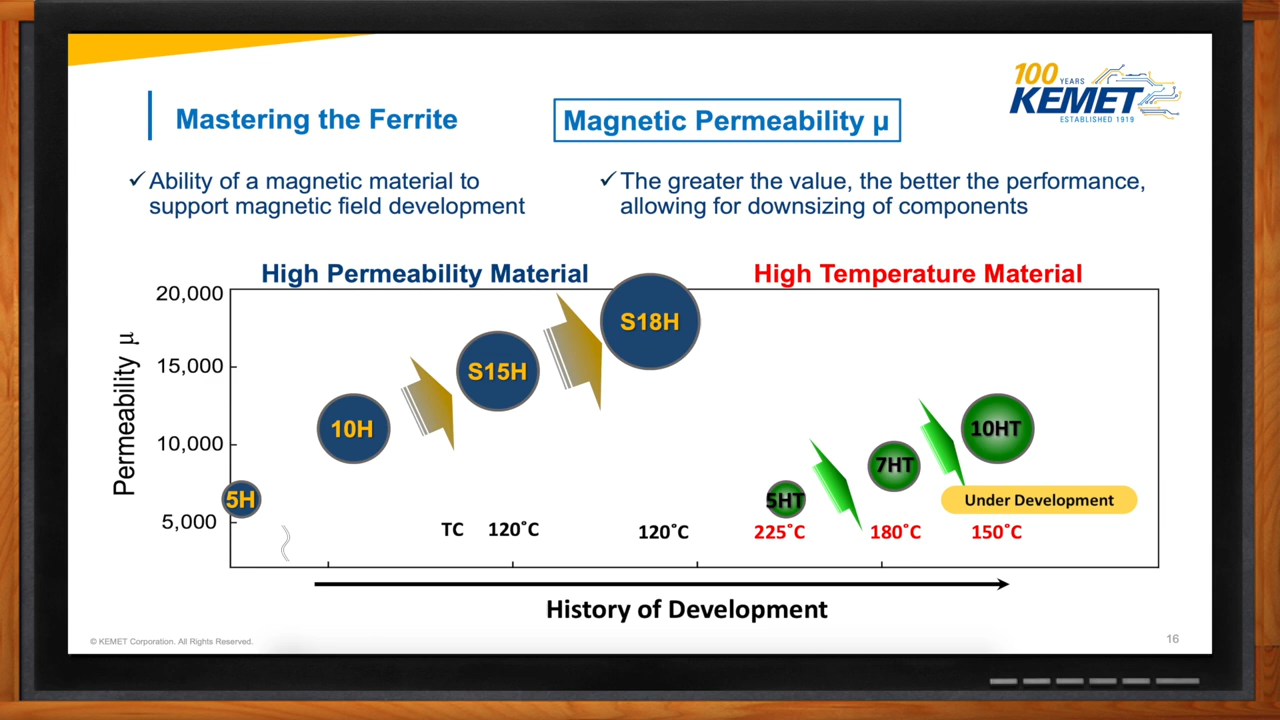 100 YEARS
KEMET
ESTABLISHED 1919
Mastering the Ferrite
Magnetic Permeability µ
✓Ability of a magnetic material to
support magnetic field development
✓The greater the value, the better the performance,
allowing for downsizing of components
High Permeability Material
High Temperature Material
Permeability µ
20,000
15,000
10,000
5,000
5H
10H
S15H
S18H
5HT
7HT
10HT
Under Development
TC
120˚C
120˚C
225˚C
180˚C
150˚C
History of Development
© KEMET Corporation. All Rights Reserved.
16